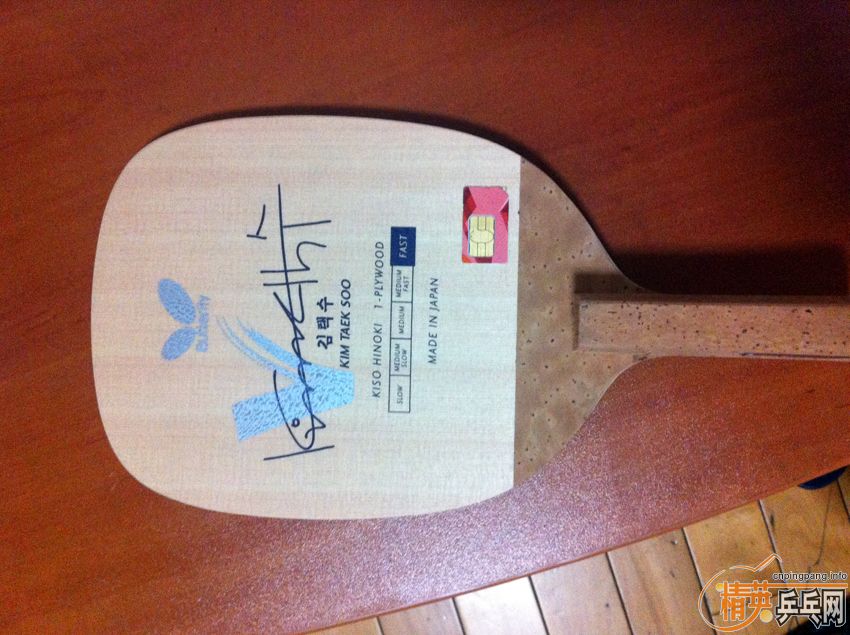 Butterfly
김택수
KIM TAEK SOO
KISO HINOKI 1-PLYWOOD
SLOW MEDIUM SLOW MEDIUM MEDIUM FAST FAST
MADE IN JAPAN
cnpingpang.info
精英乒乓网